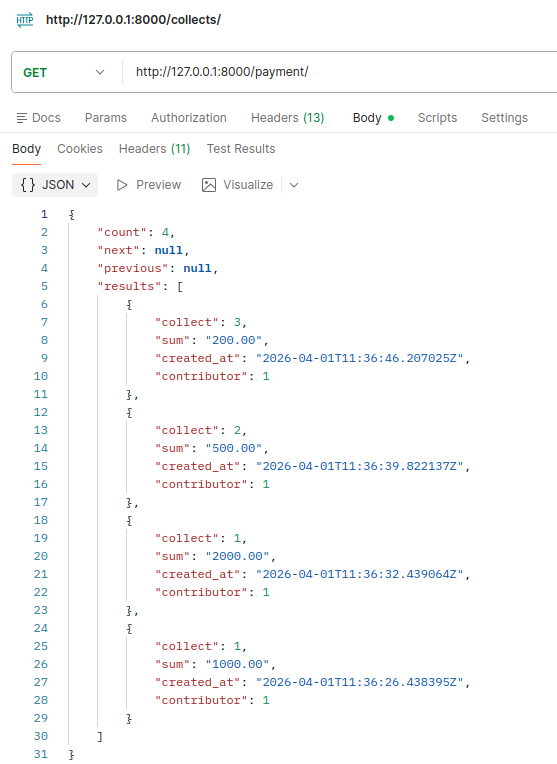 HTTP http://127.0.0.1:8000/collects/
GET http://127.0.0.1:8000/payment/
Docs Params Authorization Headers (13) Body Scripts Settings
Body Cookies Headers (11) Test Results
{} JSON Preview Visualize
1 {
2 "count": 4,
3 "next": null,
4 "previous": null,
5 "results": [
6 {
7 "collect": 3,
8 "sum": "200.00",
9 "created_at": "2026-04-01T11:36:46.207025Z",
10 "contributor": 1
11 },
12 {
13 "collect": 2,
14 "sum": "500.00",
15 "created_at": "2026-04-01T11:36:39.822137Z",
16 "contributor": 1
17 },
18 {
19 "collect": 1,
20 "sum": "2000.00",
21 "created_at": "2026-04-01T11:36:32.439064Z",
22 "contributor": 1
23 },
24 {
25 "collect": 1,
26 "sum": "1000.00",
27 "created_at": "2026-04-01T11:36:26.438395Z",
28 "contributor": 1
29 }
30 ]
31 }